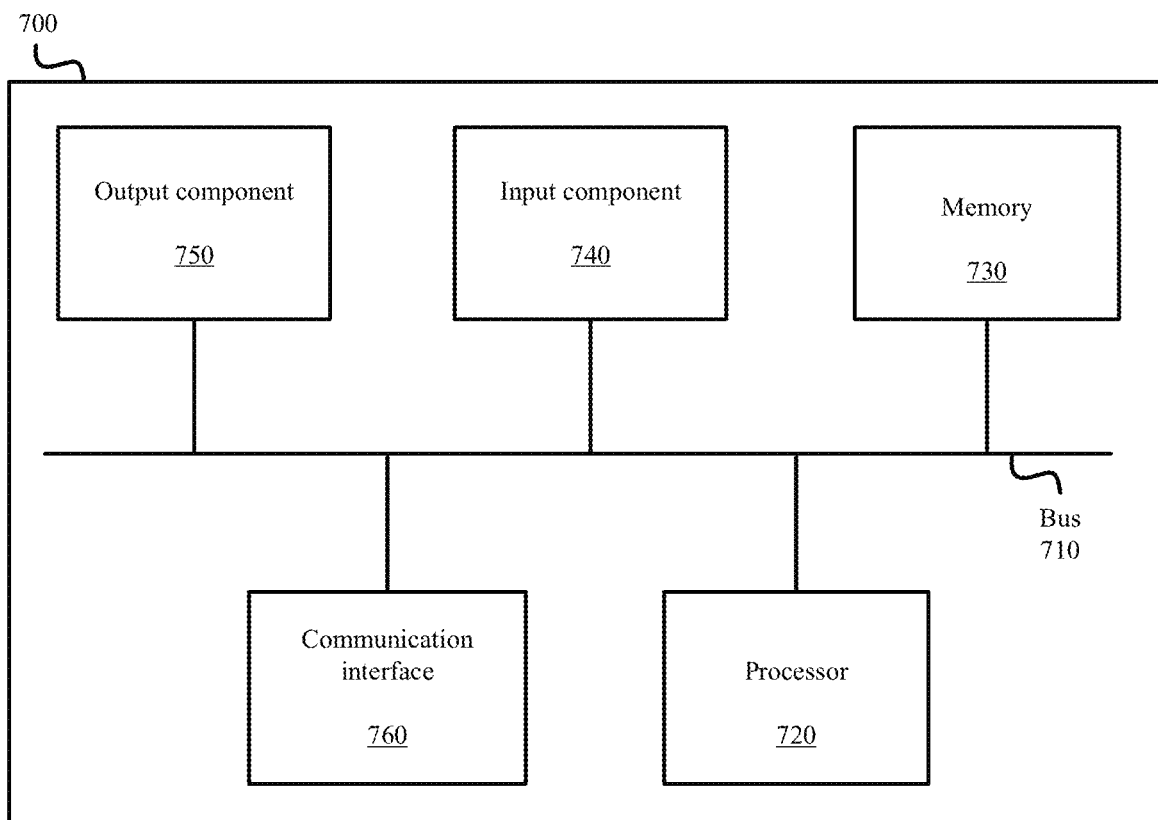 700
Output component
750
Input component
740
Memory
730
Bus
710
Communication
interface
760
Processor
720